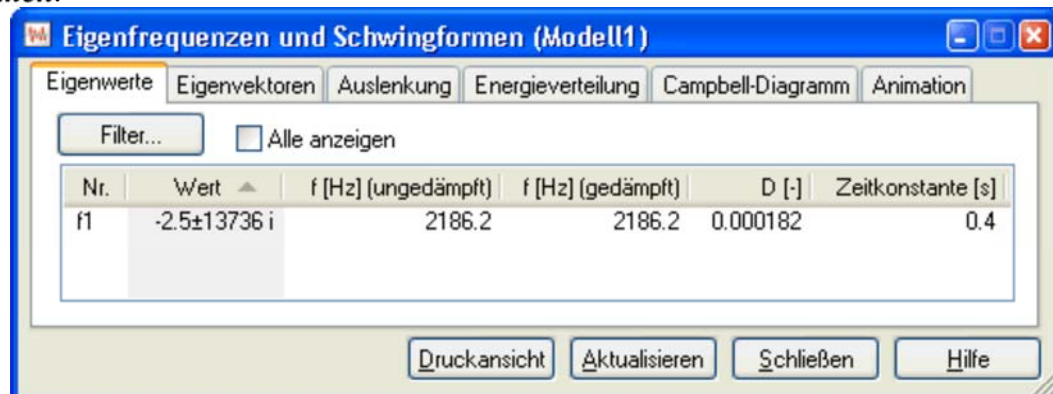 Eigenfrequenzen und Schwingformen (Modell1)
Eigenwerte Eigenvektoren Auslenkung Energieverteilung Campbell-Diagramm Animation
Filter... Alle anzeigen
Nr. Wert f [Hz] (ungedämpft) f [Hz] (gedämpft) D [-] Zeitkonstante [s]
f1 -2.5±13736 i 2186.2 2186.2 0.000182 0.4
Druckansicht Aktualisieren Schließen Hilfe